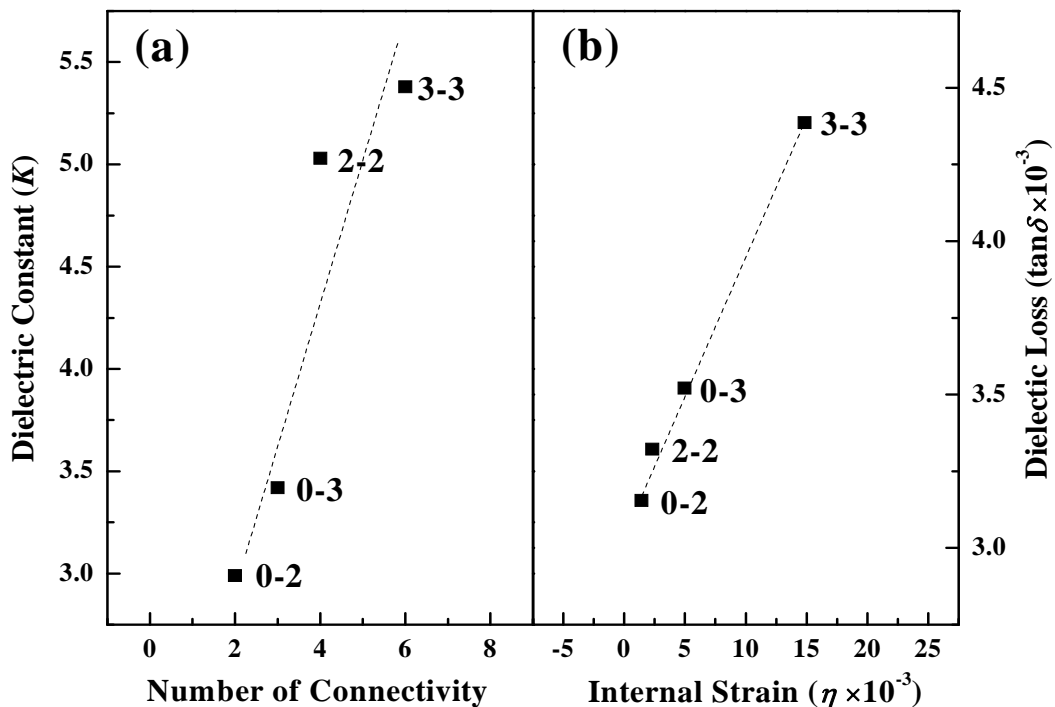 (a)
(b)
Dielectric Constant (K)
5.5
5.0
4.5
4.0
3.5
3.0
3-3
2-2
0-3
0-2
0 2 4 6 8
Number of Connectivity
3-3
0-3
2-2
0-2
-5 0 5 10 15 20 25
Internal Strain (η ×10⁻³)
4.5
4.0
3.5
3.0
Dielectic Loss (tanδ ×10⁻³)